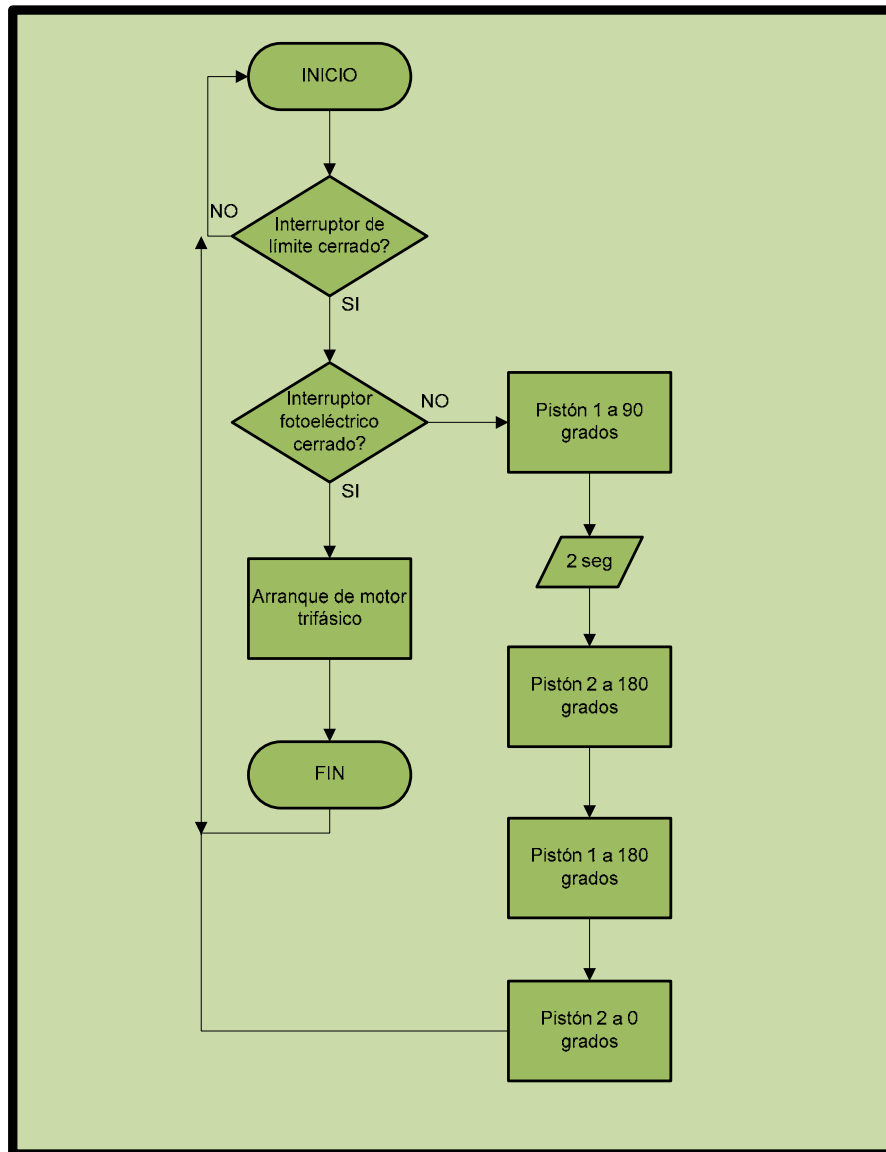 INICIO
NO
Interruptor de
límite cerrado?
SI
Interruptor
fotoeléctrico
cerrado?
NO
Pistón 1 a 90
grados
SI
2 seg
Arranque de motor
trifásico
Pistón 2 a 180
grados
FIN
Pistón 1 a 180
grados
Pistón 2 a 0
grados